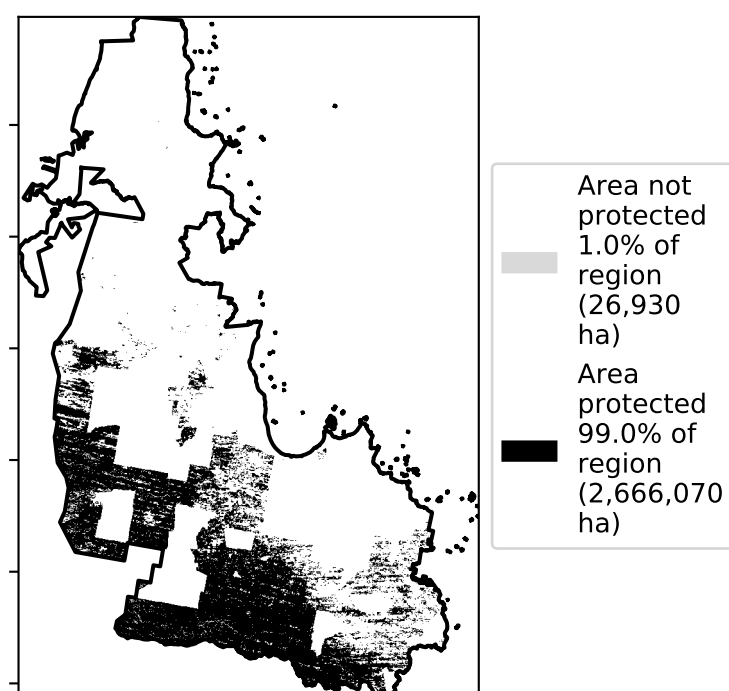 Area not
protected
1.0% of
region
(26,930
ha)
Area
protected
99.0% of
region
(2,666,070
ha)